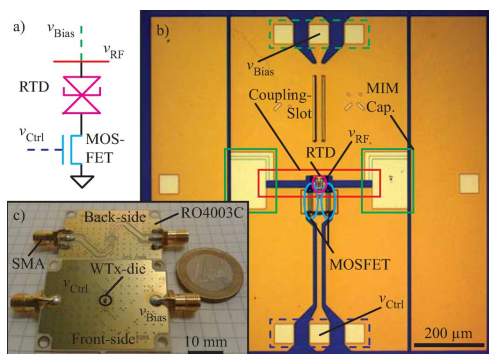 a)
v_Bias
v_RF
RTD
v_Ctrl
MOS-
FET
b)
v_Bias
Coupling-
Slot
MIM
Cap.
v_RF
RTD
MOSFET
v_Ctrl
200 µm
c)
Back-side
RO4003C
SMA
WTx-die
v_Ctrl
v_Bias
Front-side
10 mm